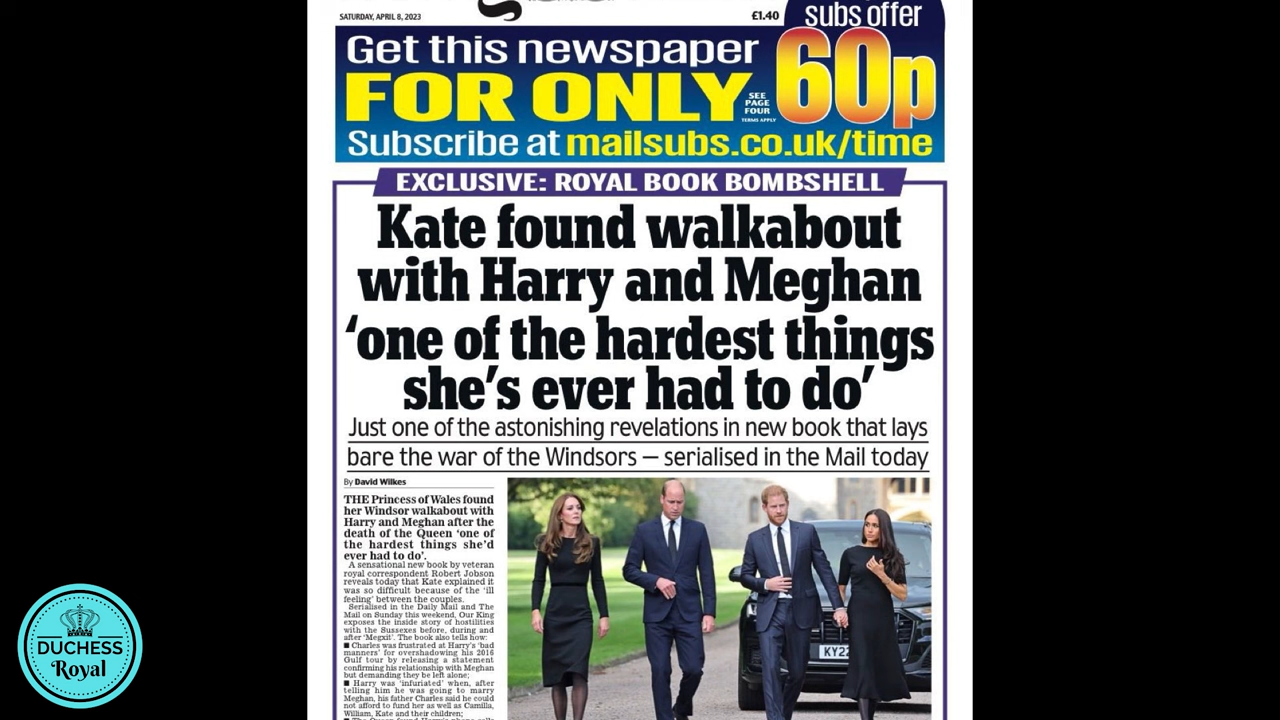 SATURDAY, APRIL 8, 2023
£1.40
subs offer
60p
Get this newspaper
FOR ONLY
SEE
PAGE
FOUR
TERMS APPLY
Subscribe at mailsubs.co.uk/time
EXCLUSIVE: ROYAL BOOK BOMBSHELL
Kate found walkabout
with Harry and Meghan
‘one of the hardest things
she’s ever had to do’
Just one of the astonishing revelations in new book that lays
bare the war of the Windsors – serialised in the Mail today
By David Wilkes
THE Princess of Wales found
her Windsor walkabout with
Harry and Meghan after the
death of the Queen ‘one of
the hardest things she’d
ever had to do’.
A sensational new book by veteran
royal correspondent Robert Jobson
reveals today that Kate explained it
was so difficult because of the ‘ill
feeling’ between the couples.
Serialised in the Daily Mail and The
Mail on Sunday this weekend, Our King
exposes the inside story of hostilities
with the Sussexes before, during and
after ‘Megxit’. The book also tells how:
■ Charles was frustrated at Harry’s ‘bad
manners’ for overshadowing his 2016
Gulf tour by releasing a statement
confirming his relationship with Meghan
but demanding they be left alone;
■ Harry was ‘infuriated’ when, after
telling him he was going to marry
Meghan, his father Charles said he could
not afford to fund her as well as Camilla,
William, Kate and their children;
KY22
DUCHESS
Royal